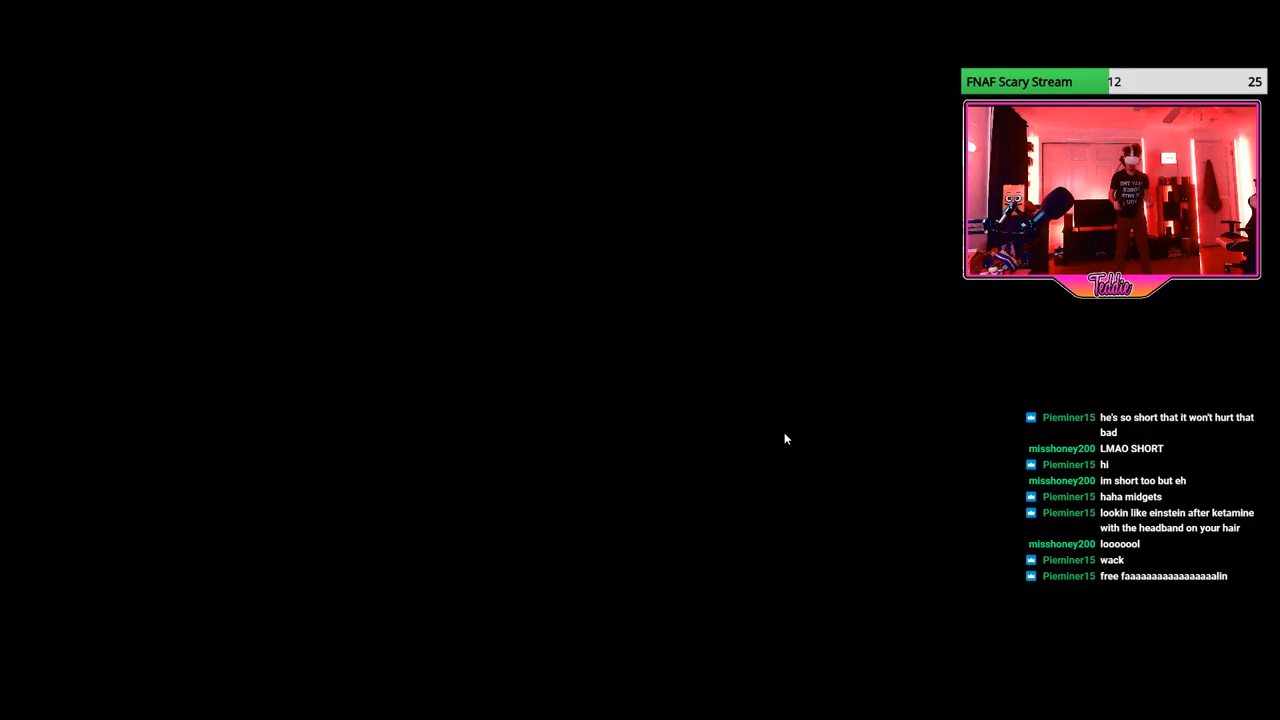 FNAF Scary Stream 12 25
Teddie
Pieminer15 he's so short that it won't hurt that
bad
misshoney200 LMAO SHORT
Pieminer15 hi
misshoney200 im short too but eh
Pieminer15 haha midgets
Pieminer15 lookin like einstein after ketamine
with the headband on your hair
misshoney200 looooool
Pieminer15 wack
Pieminer15 free faaaaaaaaaaaaaaaaalin